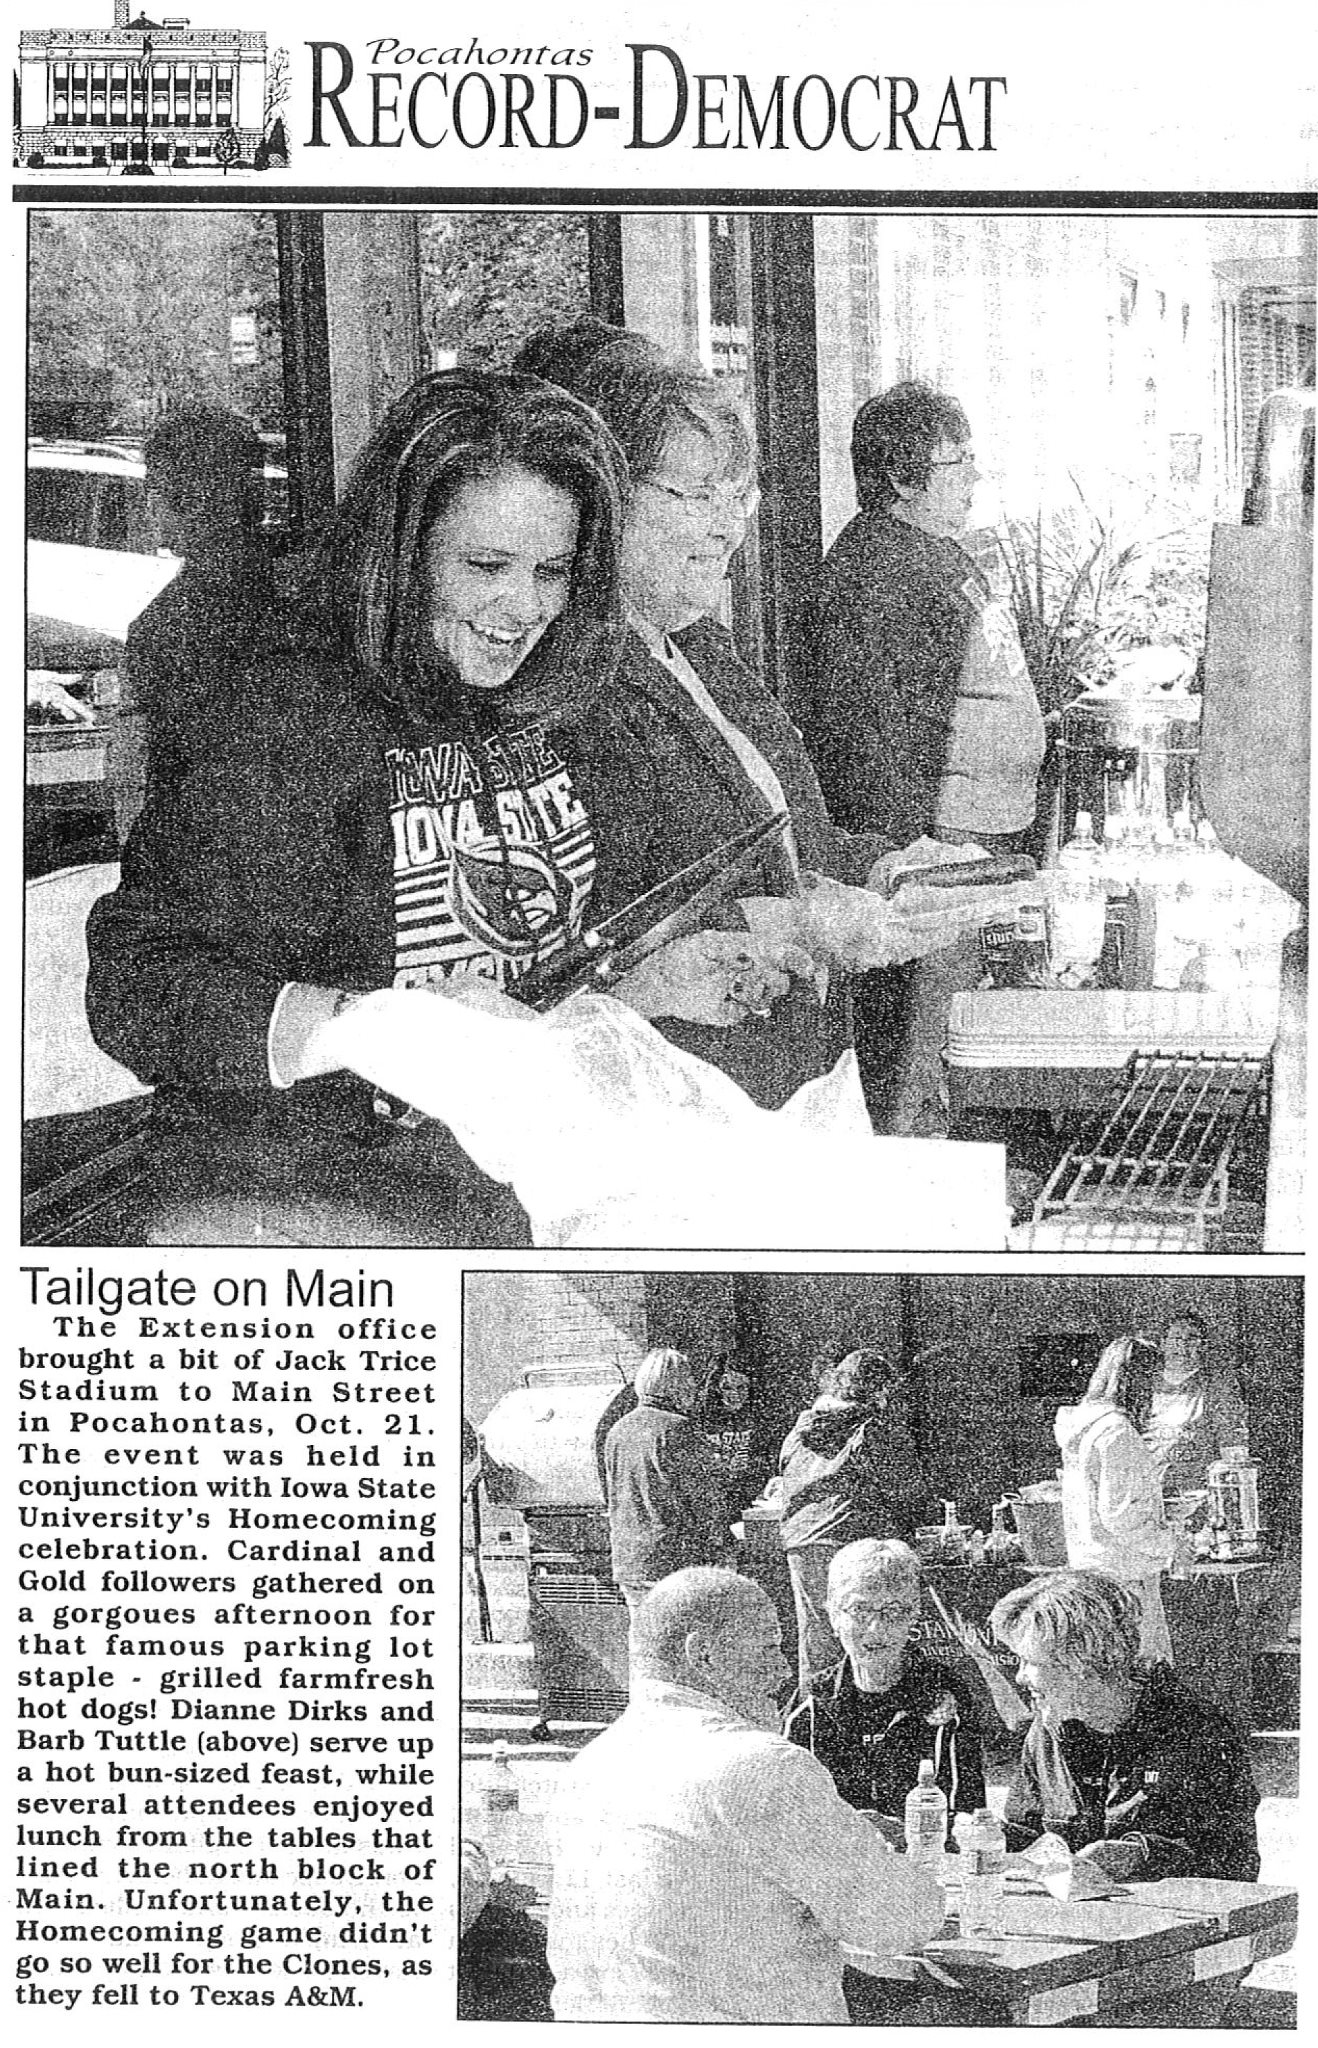 Pocahontas
RECORD-DEMOCRAT
IOWA STATE
IOWA STATE
Tailgate on Main
The Extension office
brought a bit of Jack Trice
Stadium to Main Street
in Pocahontas, Oct. 21.
The event was held in
conjunction with Iowa State
University's Homecoming
celebration. Cardinal and
Gold followers gathered on
a gorgoues afternoon for
that famous parking lot
staple - grilled farmfresh
hot dogs! Dianne Dirks and
Barb Tuttle (above) serve up
a hot bun-sized feast, while
several attendees enjoyed
lunch from the tables that
lined the north block of
Main. Unfortunately, the
Homecoming game didn't
go so well for the Clones, as
they fell to Texas A&M.